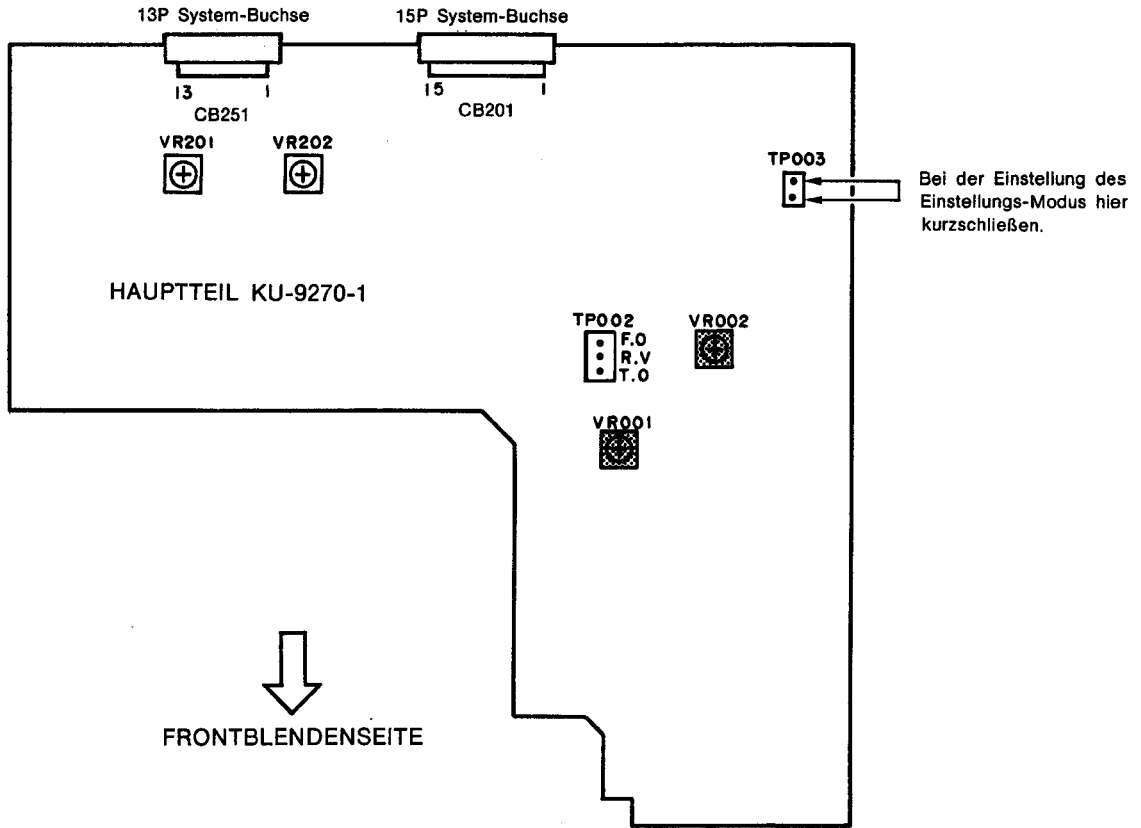 13P System-Buchse
15P System-Buchse
13
1
15
1
CB251
CB201
VR201
VR202
TP003
Bei der Einstellung des
Einstellungs-Modus hier
kurzschließen.
HAUPTTEIL KU-9270-1
TP002
F.O
R.V
T.O
VR002
VR001
FRONTBLENDENSEITE